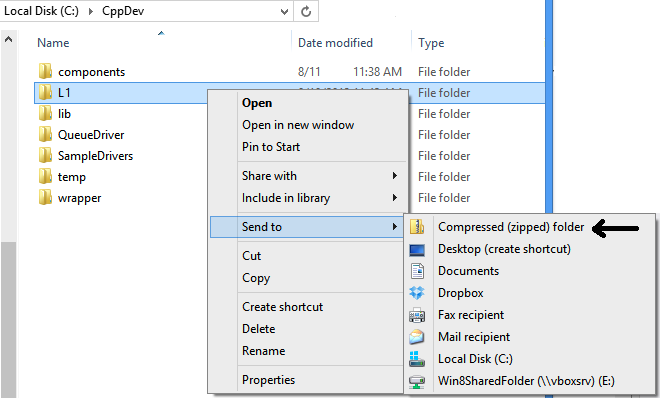 Local Disk (C:) CppDev
Name Date modified Type
components 8/11 11:38 AM File folder
L1 File folder
lib File folder
QueueDriver File folder
SampleDrivers File folder
temp File folder
wrapper File folder
Open
Open in new window
Pin to Start
Share with
Include in library
Send to
Cut
Copy
Create shortcut
Delete
Rename
Properties
Compressed (zipped) folder
Desktop (create shortcut)
Documents
Dropbox
Fax recipient
Mail recipient
Local Disk (C:)
Win8SharedFolder (\\vboxsrv) (E:)